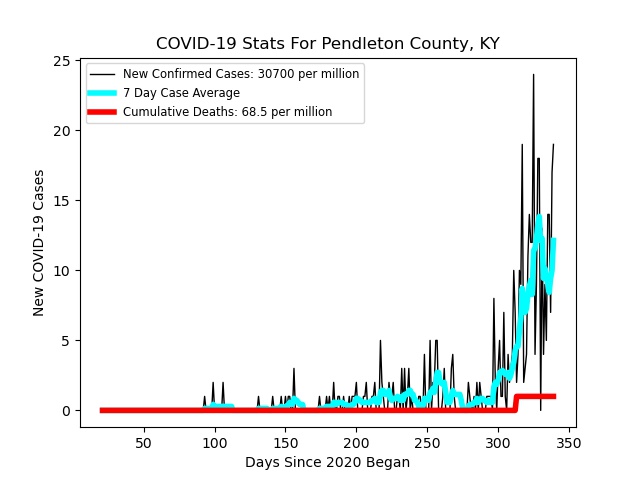 COVID-19 Stats For Pendleton County, KY
New Confirmed Cases: 30700 per million
7 Day Case Average
Cumulative Deaths: 68.5 per million
New COVID-19 Cases
25
20
15
10
5
0
50
100
150
200
250
300
350
Days Since 2020 Began